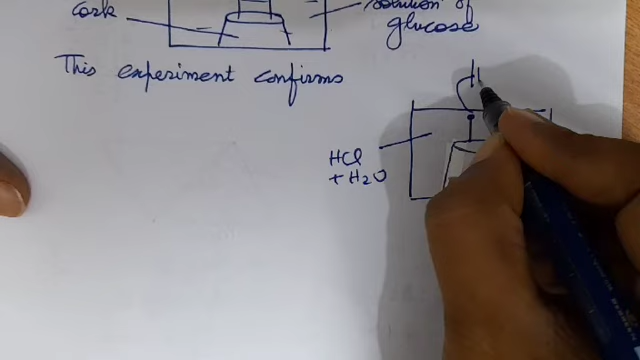 cork
solution of
glucose
This experiment confirms
HCl
+ H2O